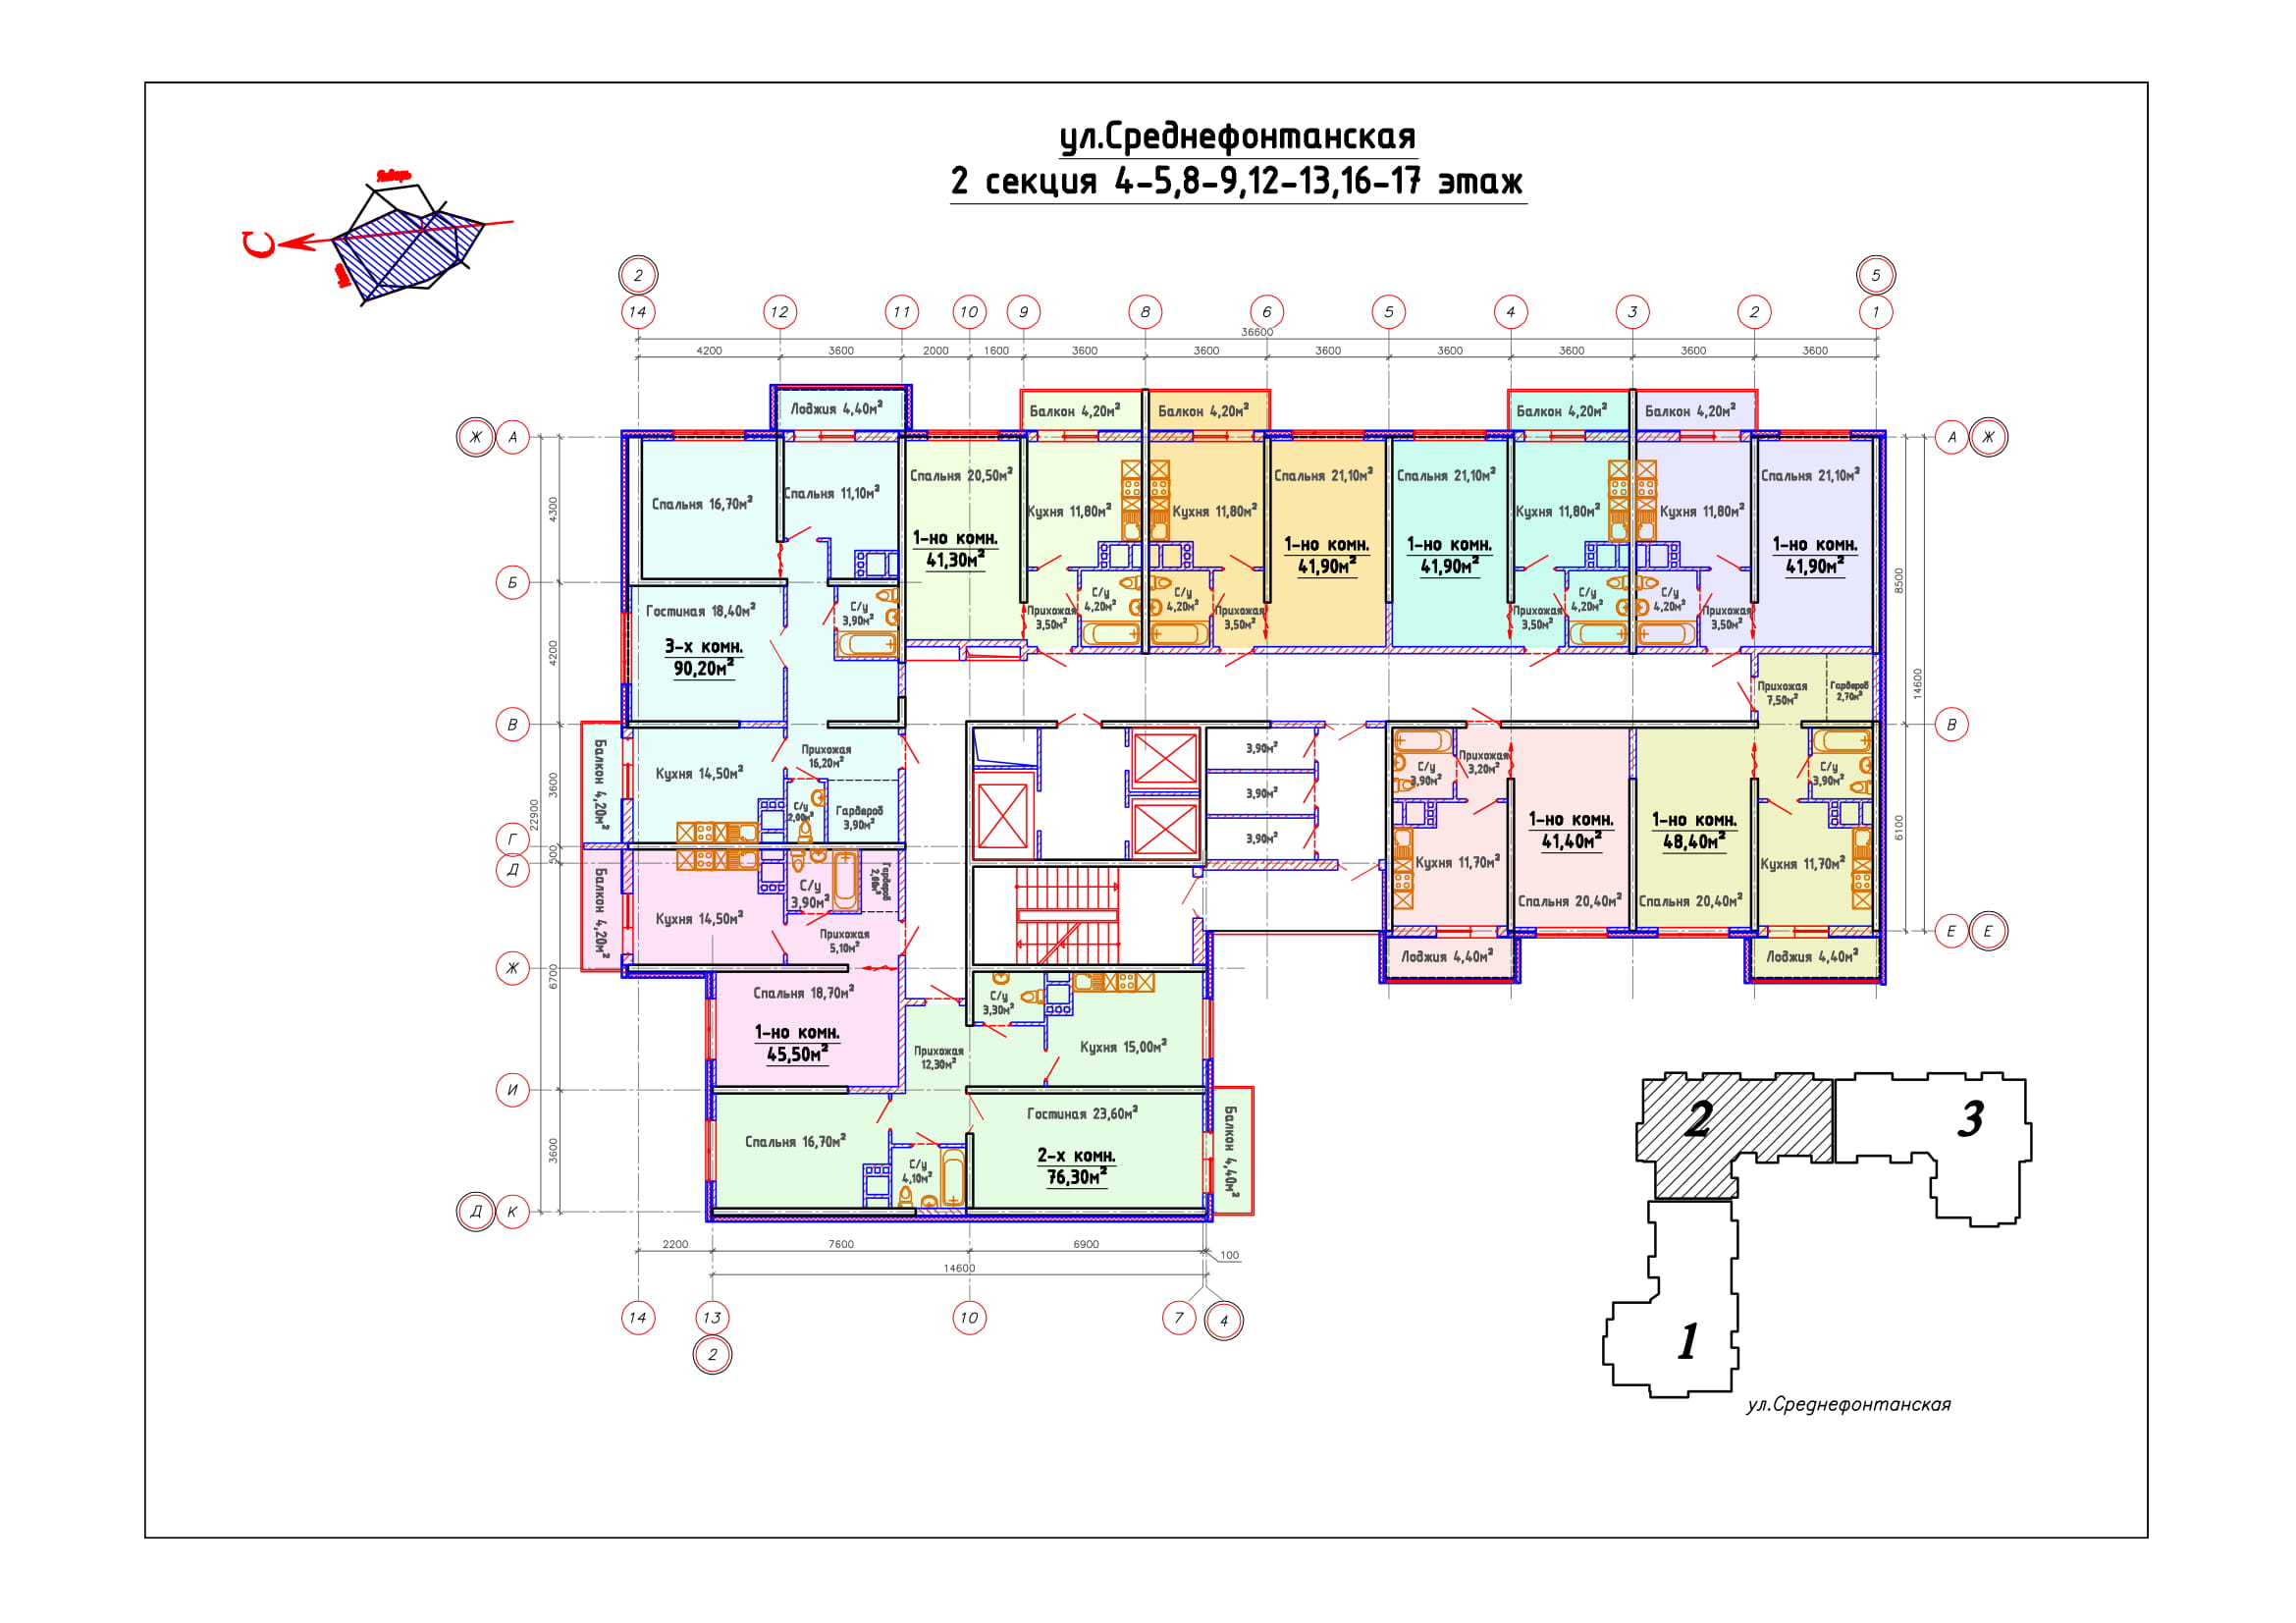 ул.Среднефонтанская
2 секция 4-5,8-9,12-13,16-17 этаж
Январь
С
2
5
14
12
11
10
9
8
6
5
4
3
2
1
36600
4200
3600
2000
1600
3600
3600
3600
3600
3600
3600
3600
Лоджия 4,40м²
Балкон 4,20м²
Балкон 4,20м²
Балкон 4,20м²
Балкон 4,20м²
Ж
А
А
Ж
Спальня 16,70м²
Спальня 11,10м²
Спальня 20,50м²
Кухня 11,80м²
Кухня 11,80м²
Спальня 21,10м²
Спальня 21,10м²
Кухня 11,80м²
Кухня 11,80м²
Спальня 21,10м²
1-но комн.
41,30м²
1-но комн.
41,90м²
1-но комн.
41,90м²
1-но комн.
41,90м²
4300
8500
Б
Гостиная 18,40м²
С/у
3,90м²
3-х комн.
90,20м²
Прихожая
3,50м²
С/у
4,20м²
С/у
4,20м²
Прихожая
3,50м²
Прихожая
3,50м²
С/у
4,20м²
С/у
4,20м²
Прихожая
3,50м²
4200
14600
Прихожая
7,50м²
Гардероб
2,70м²
В
В
Балкон 4,20м²
Кухня 14,50м²
Прихожая
16,20м²
С/у
2,00м²
Гардероб
3,90м²
3,90м²
3,90м²
3,90м²
С/у
3,90м²
Прихожая
3,20м²
С/у
3,90м²
1-но комн.
41,40м²
1-но комн.
48,40м²
3600
22900
6100
Г
500
Д
Балкон 4,20м²
Кухня 14,50м²
С/у
3,90м²
Гардероб
Прихожая
5,10м²
Кухня 11,70м²
Спальня 20,40м²
Спальня 20,40м²
Кухня 11,70м²
Е
Е
Лоджия 4,40м²
Лоджия 4,40м²
Ж
6700
Спальня 18,70м²
1-но комн.
45,50м²
С/у
3,30м²
Прихожая
12,30м²
Кухня 15,00м²
И
Спальня 16,70м²
С/у
4,10м²
Гостиная 23,60м²
2-х комн.
76,30м²
Балкон 4,40м²
3600
Д
К
2200
7600
6900
100
14600
14
13
10
7
4
2
2
3
1
ул.Среднефонтанская